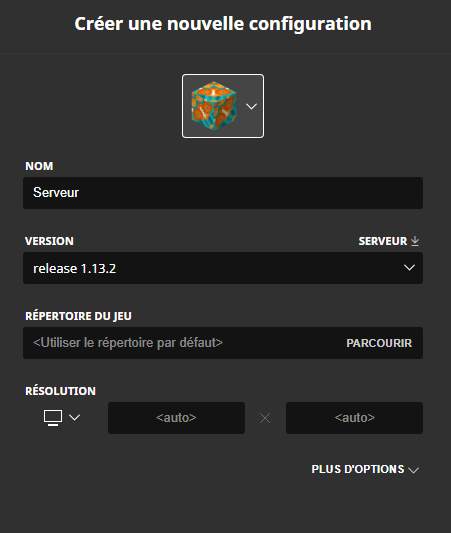 Créer une nouvelle configuration
NOM
Serveur
VERSION SERVEUR
release 1.13.2
RÉPERTOIRE DU JEU
<Utiliser le répertoire par défaut> PARCOURIR
RÉSOLUTION
<auto> <auto>
PLUS D'OPTIONS